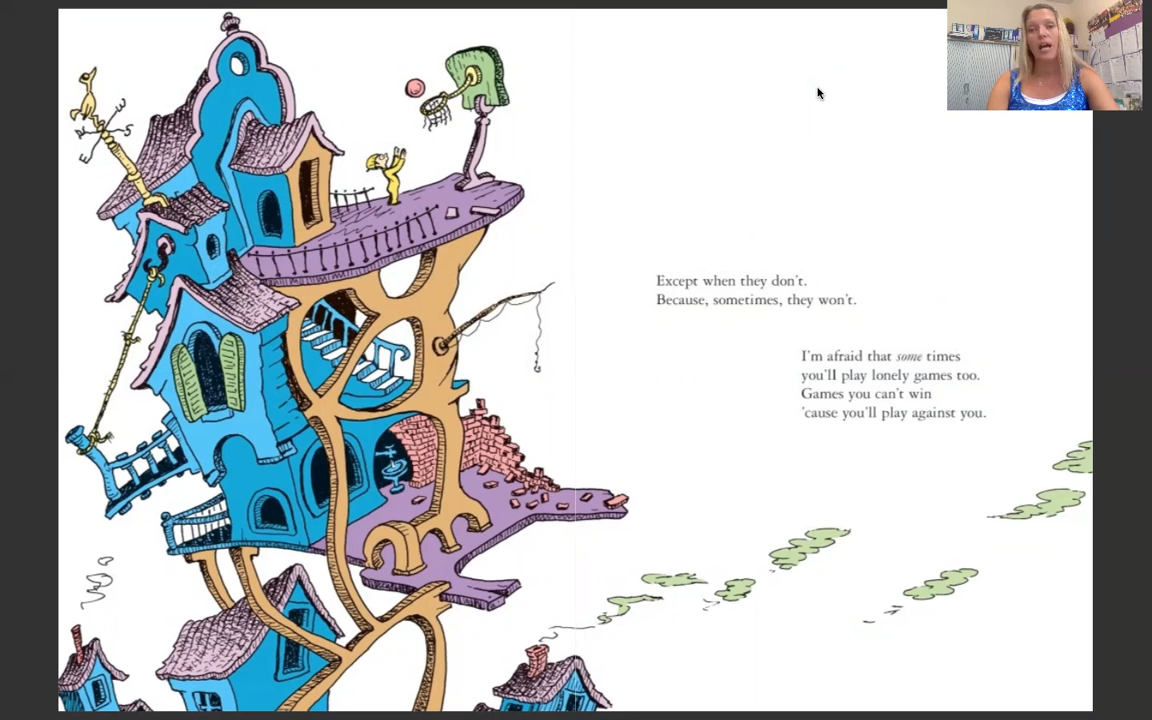 Except when they don't.
Because, sometimes, they won't.
I'm afraid that some times
you'll play lonely games too.
Games you can't win
'cause you'll play against you.